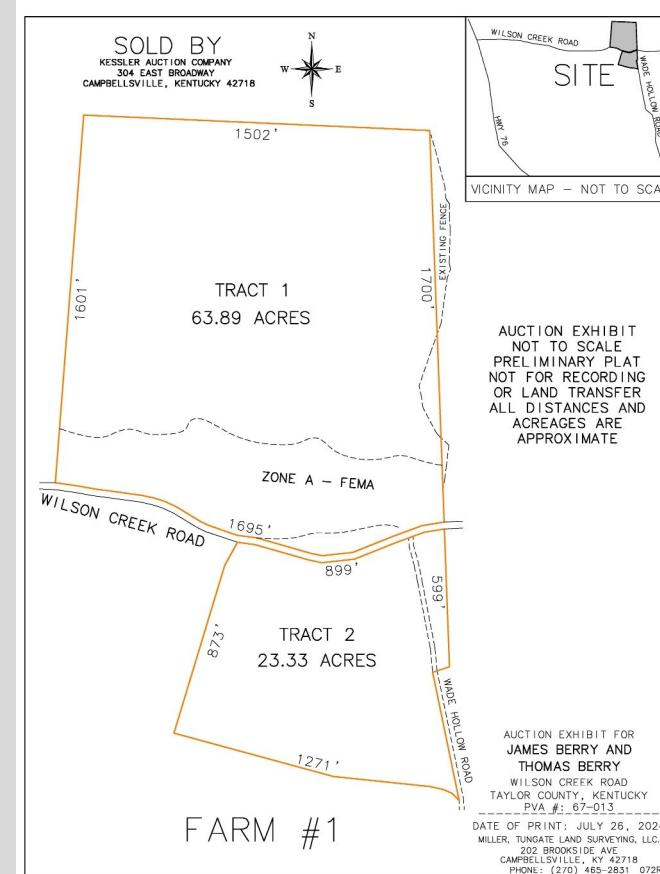 SOLD BY
KESSLER AUCTION COMPANY
304 EAST BROADWAY
CAMPBELLSVILLE, KENTUCKY 42718
N
W
E
S
WILSON CREEK ROAD
SITE
WADE HOLLOW ROAD
HWY 76
VICINITY MAP – NOT TO SCA
1502'
EXISTING FENCE
1601'
1700'
TRACT 1
63.89 ACRES
AUCTION EXHIBIT
NOT TO SCALE
PRELIMINARY PLAT
NOT FOR RECORDING
OR LAND TRANSFER
ALL DISTANCES AND
ACREAGES ARE
APPROXIMATE
ZONE A – FEMA
WILSON CREEK ROAD
1695'
899'
599'
873'
TRACT 2
23.33 ACRES
WADE HOLLOW ROAD
1271'
FARM #1
AUCTION EXHIBIT FOR
JAMES BERRY AND
THOMAS BERRY
WILSON CREEK ROAD
TAYLOR COUNTY, KENTUCKY
PVA #: 67-013
DATE OF PRINT: JULY 26, 202
MILLER, TUNGATE LAND SURVEYING, LLC.
202 BROOKSIDE AVE
CAMPBELLSVILLE, KY 42718
PHONE: (270) 465-2831 072R